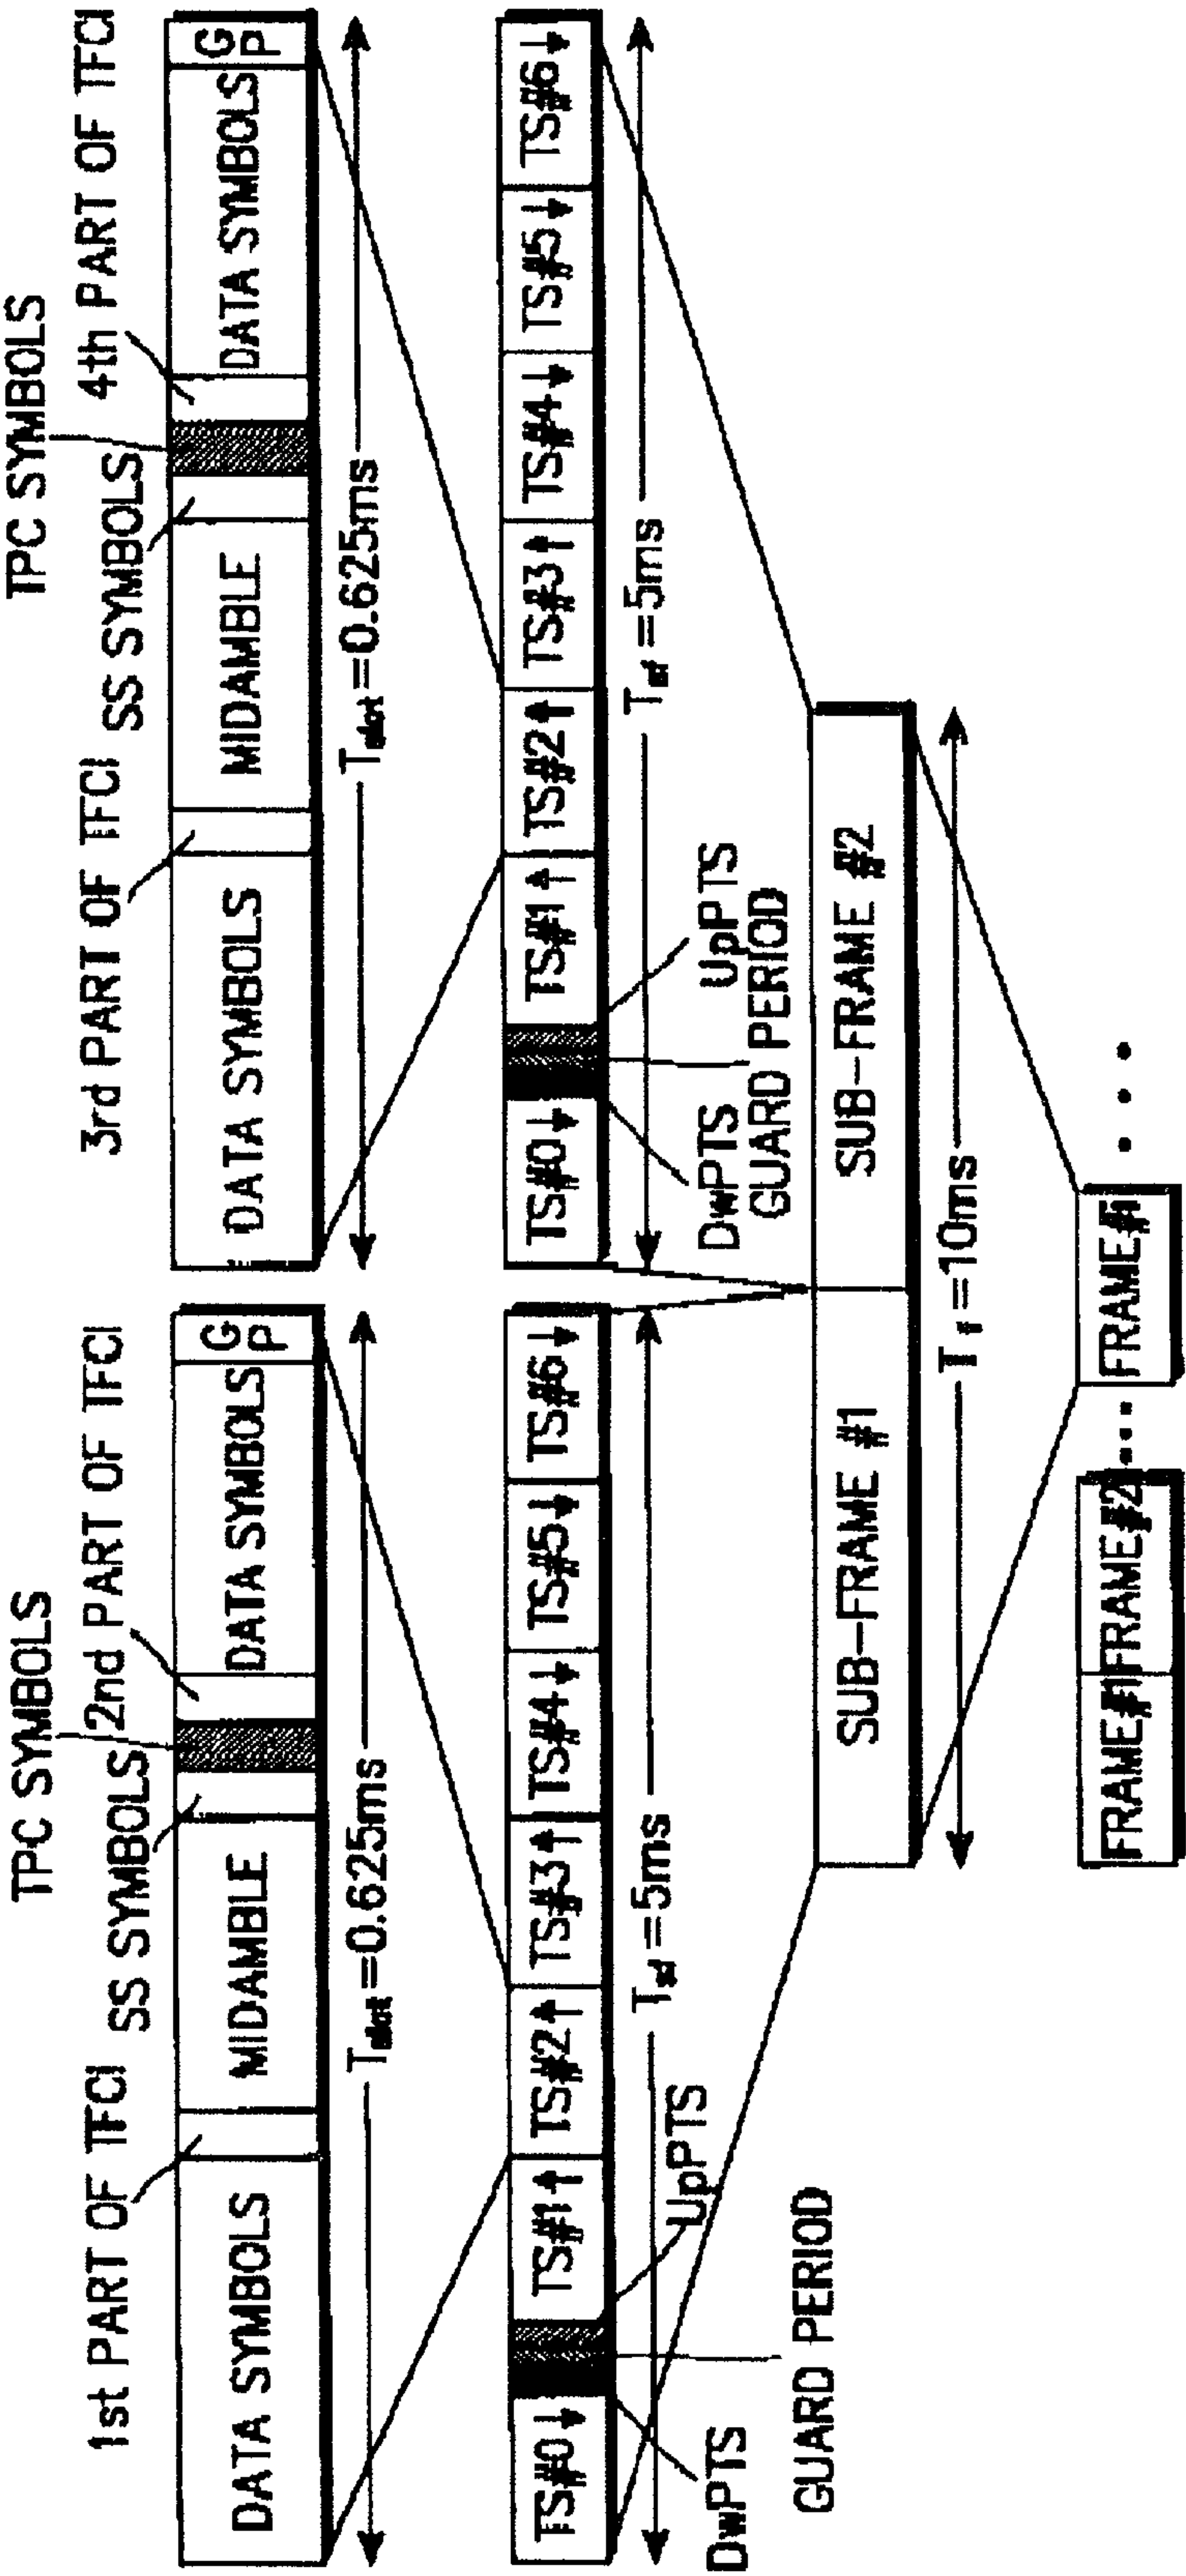 TPC SYMBOLS
TPC SYMBOLS
1st PART OF TFCI
SS SYMBOLS
2nd PART OF TFCI
3rd PART OF TFCI
SS SYMBOLS
4th PART OF TFCI
DATA SYMBOLS
MIDAMBLE
DATA SYMBOLS
GP
DATA SYMBOLS
MIDAMBLE
DATA SYMBOLS
GP
Tslot=0.625ms
Tslot=0.625ms
TS#0↓
TS#1↑
TS#2↑
TS#3↑
TS#4↓
TS#5↓
TS#6↓
TS#0↓
TS#1↑
TS#2↑
TS#3↑
TS#4↓
TS#5↓
TS#6↓
Tsf=5ms
Tsf=5ms
DwPTS
UpPTS
GUARD PERIOD
DwPTS
UpPTS
GUARD PERIOD
SUB-FRAME #1
SUB-FRAME #2
Tf=10ms
FRAME#1
FRAME#2
...
FRAME#i
...